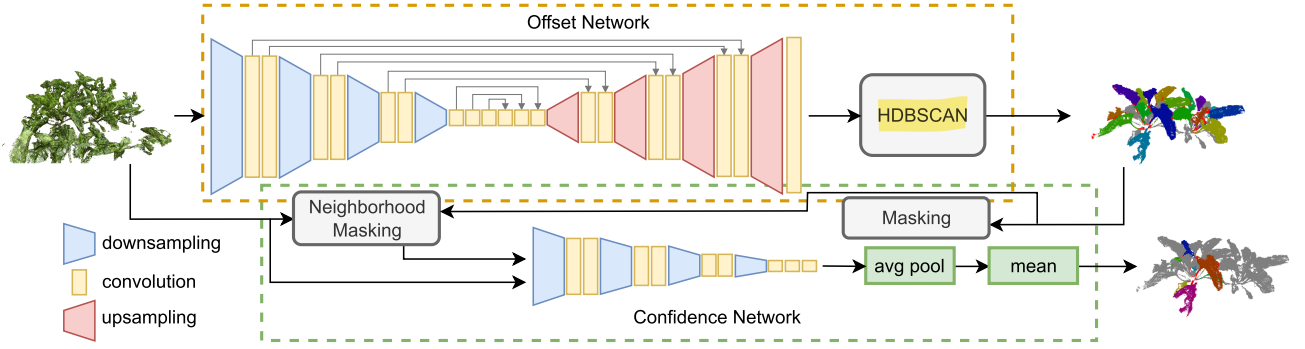 Offset Network
HDBSCAN
Neighborhood
Masking
Masking
downsampling
convolution
upsampling
avg pool
mean
Confidence Network